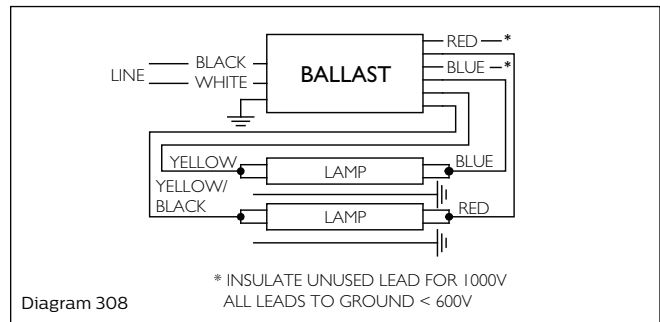 RED *
BLACK
BLUE *
LINE
BALLAST
WHITE
YELLOW
LAMP
BLUE
YELLOW/
BLACK
LAMP
RED
* INSULATE UNUSED LEAD FOR 1000V
ALL LEADS TO GROUND < 600V
Diagram 308